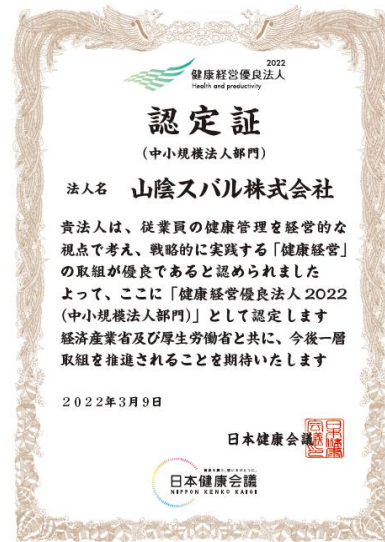 2022
健康経営優良法人
Health and productivity
認定証
(中小規模法人部門)
法人名 山陰スバル株式会社
貴法人は、従業員の健康管理を経営的な
視点で考え、戦略的に実践する「健康経営」
の取組が優良であると認められました
よって、ここに「健康経営優良法人2022
(中小規模法人部門)」として認定します
経済産業省及び厚生労働省と共に、今後一層
取組を推進されることを期待いたします
2022年3月9日
日本健康会議
日本健康会議
NIPPON KENKO KAIGI